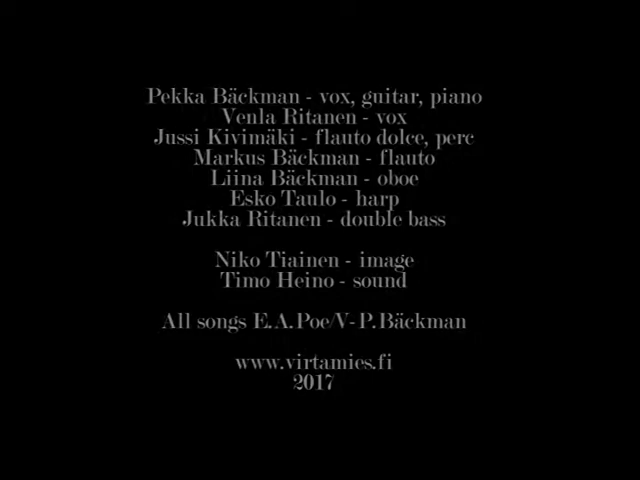 Pekka Bäckman - vox, guitar, piano
Venla Ritanen - vox
Jussi Kivimäki - flauto dolce, perc
Markus Bäckman - flauto
Liina Bäckman - oboe
Esko Taulo - harp
Jukka Ritanen - double bass
Niko Tiainen - image
Timo Heino - sound
All songs E.A.Poe/V-P.Bäckman
www.virtamies.fi
2017